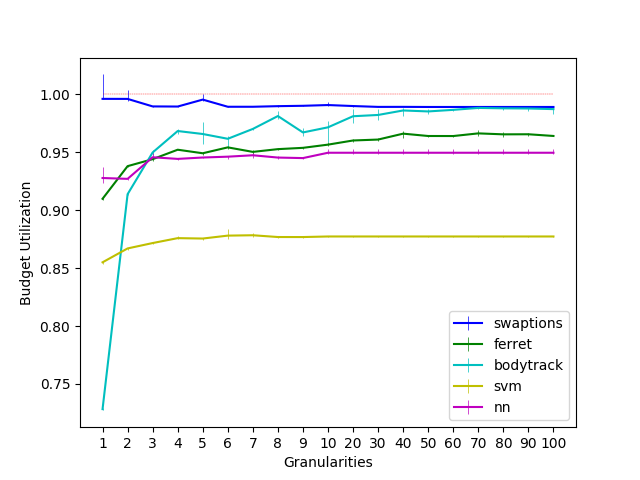 1.00
0.95
0.90
0.85
0.80
0.75
Budget Utilization
swaptions
ferret
bodytrack
svm
nn
1 2 3 4 5 6 7 8 9 10 20 30 40 50 60 70 80 90 100
Granularities